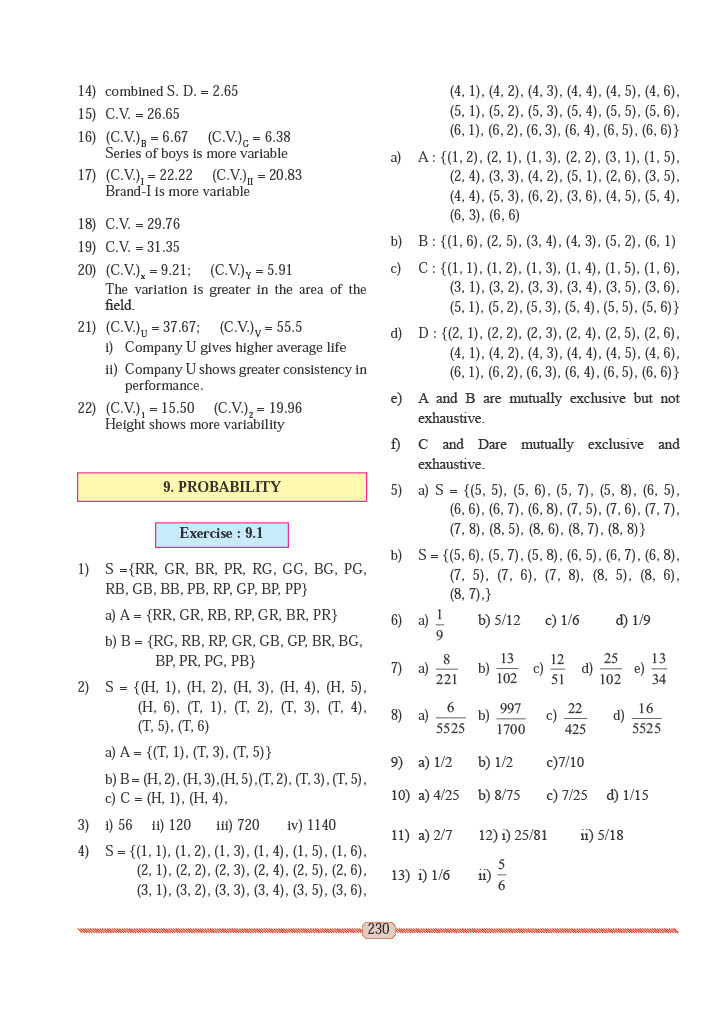 14) combined S. D. = 2.65
15) C.V. = 26.65
16) (C.V.)B = 6.67 (C.V.)G = 6.38
Series of boys is more variable
17) (C.V.)I = 22.22 (C.V.)II = 20.83
Brand-I is more variable
18) C.V. = 29.76
19) C.V. = 31.35
20) (C.V.)x = 9.21; (C.V.)Y = 5.91
The variation is greater in the area of the
field.
21) (C.V.)U = 37.67; (C.V.)V = 55.5
i) Company U gives higher average life
ii) Company U shows greater consistency in
performance.
22) (C.V.)1 = 15.50 (C.V.)2 = 19.96
Height shows more variability
9. PROBABILITY
Exercise : 9.1
1) S ={RR, GR, BR, PR, RG, GG, BG, PG,
RB, GB, BB, PB, RP, GP, BP, PP}
a) A = {RR, GR, RB, RP, GR, BR, PR}
b) B = {RG, RB, RP, GR, GB, GP, BR, BG,
BP, PR, PG, PB}
2) S = {(H, 1), (H, 2), (H, 3), (H, 4), (H, 5),
(H, 6), (T, 1), (T, 2), (T, 3), (T, 4),
(T, 5), (T, 6)
a) A = {(T, 1), (T, 3), (T, 5)}
b) B = (H, 2), (H, 3),(H, 5),(T, 2), (T, 3), (T, 5),
c) C = (H, 1), (H, 4),
3) i) 56 ii) 120 iii) 720 iv) 1140
4) S = {(1, 1), (1, 2), (1, 3), (1, 4), (1, 5), (1, 6),
(2, 1), (2, 2), (2, 3), (2, 4), (2, 5), (2, 6),
(3, 1), (3, 2), (3, 3), (3, 4), (3, 5), (3, 6),
(4, 1), (4, 2), (4, 3), (4, 4), (4, 5), (4, 6),
(5, 1), (5, 2), (5, 3), (5, 4), (5, 5), (5, 6),
(6, 1), (6, 2), (6, 3), (6, 4), (6, 5), (6, 6)}
a) A : {(1, 2), (2, 1), (1, 3), (2, 2), (3, 1), (1, 5),
(2, 4), (3, 3), (4, 2), (5, 1), (2, 6), (3, 5),
(4, 4), (5, 3), (6, 2), (3, 6), (4, 5), (5, 4),
(6, 3), (6, 6)
b) B : {(1, 6), (2, 5), (3, 4), (4, 3), (5, 2), (6, 1)
c) C : {(1, 1), (1, 2), (1, 3), (1, 4), (1, 5), (1, 6),
(3, 1), (3, 2), (3, 3), (3, 4), (3, 5), (3, 6),
(5, 1), (5, 2), (5, 3), (5, 4), (5, 5), (5, 6)}
d) D : {(2, 1), (2, 2), (2, 3), (2, 4), (2, 5), (2, 6),
(4, 1), (4, 2), (4, 3), (4, 4), (4, 5), (4, 6),
(6, 1), (6, 2), (6, 3), (6, 4), (6, 5), (6, 6)}
e) A and B are mutually exclusive but not
exhaustive.
f) C and Dare mutually exclusive and
exhaustive.
5) a) S = {(5, 5), (5, 6), (5, 7), (5, 8), (6, 5),
(6, 6), (6, 7), (6, 8), (7, 5), (7, 6), (7, 7),
(7, 8), (8, 5), (8, 6), (8, 7), (8, 8)}
b) S = {(5, 6), (5, 7), (5, 8), (6, 5), (6, 7), (6, 8),
(7, 5), (7, 6), (7, 8), (8, 5), (8, 6),
(8, 7),}
6) a) 1/9 b) 5/12 c) 1/6 d) 1/9
7) a) 8/221 b) 13/102 c) 12/51 d) 25/102 e) 13/34
8) a) 6/5525 b) 997/1700 c) 22/425 d) 16/5525
9) a) 1/2 b) 1/2 c)7/10
10) a) 4/25 b) 8/75 c) 7/25 d) 1/15
11) a) 2/7 12) i) 25/81 ii) 5/18
13) i) 1/6 ii) 5/6
230